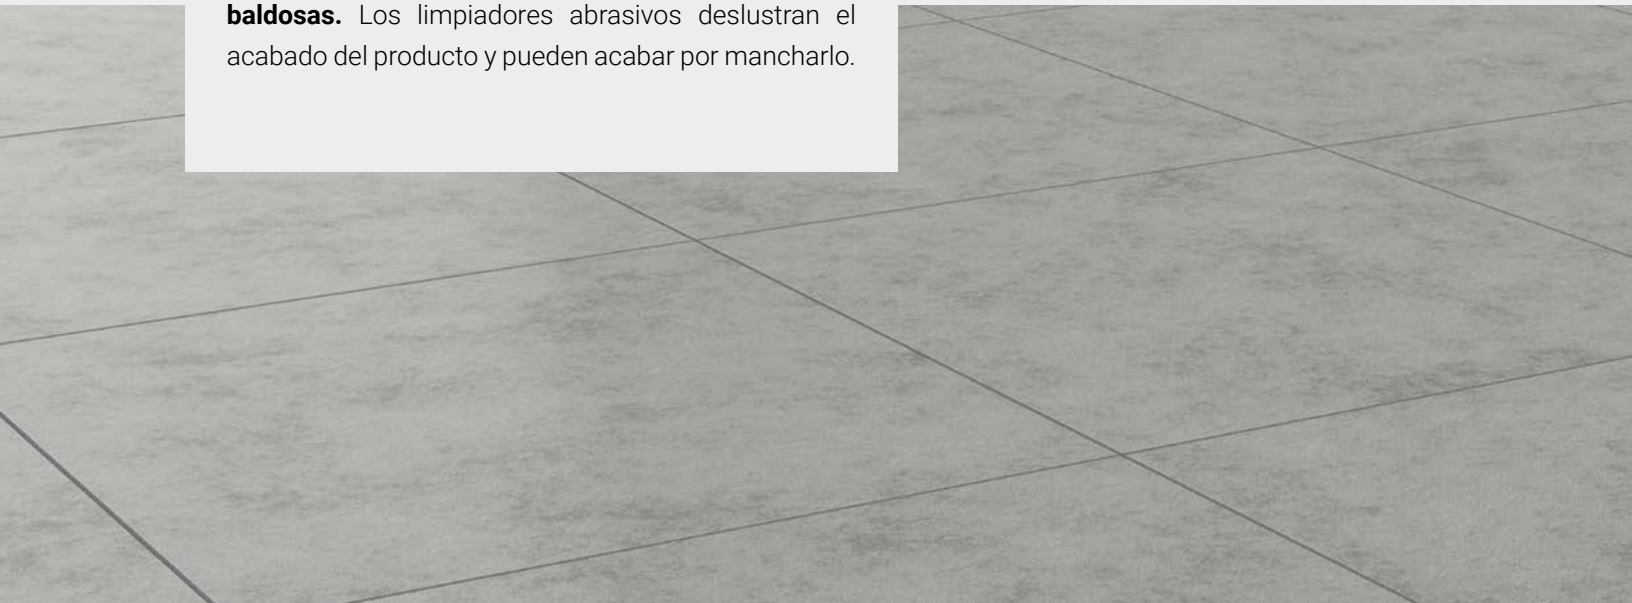 baldosas. Los limpiadores abrasivos deslustran el
acabado del producto y pueden acabar por mancharlo.